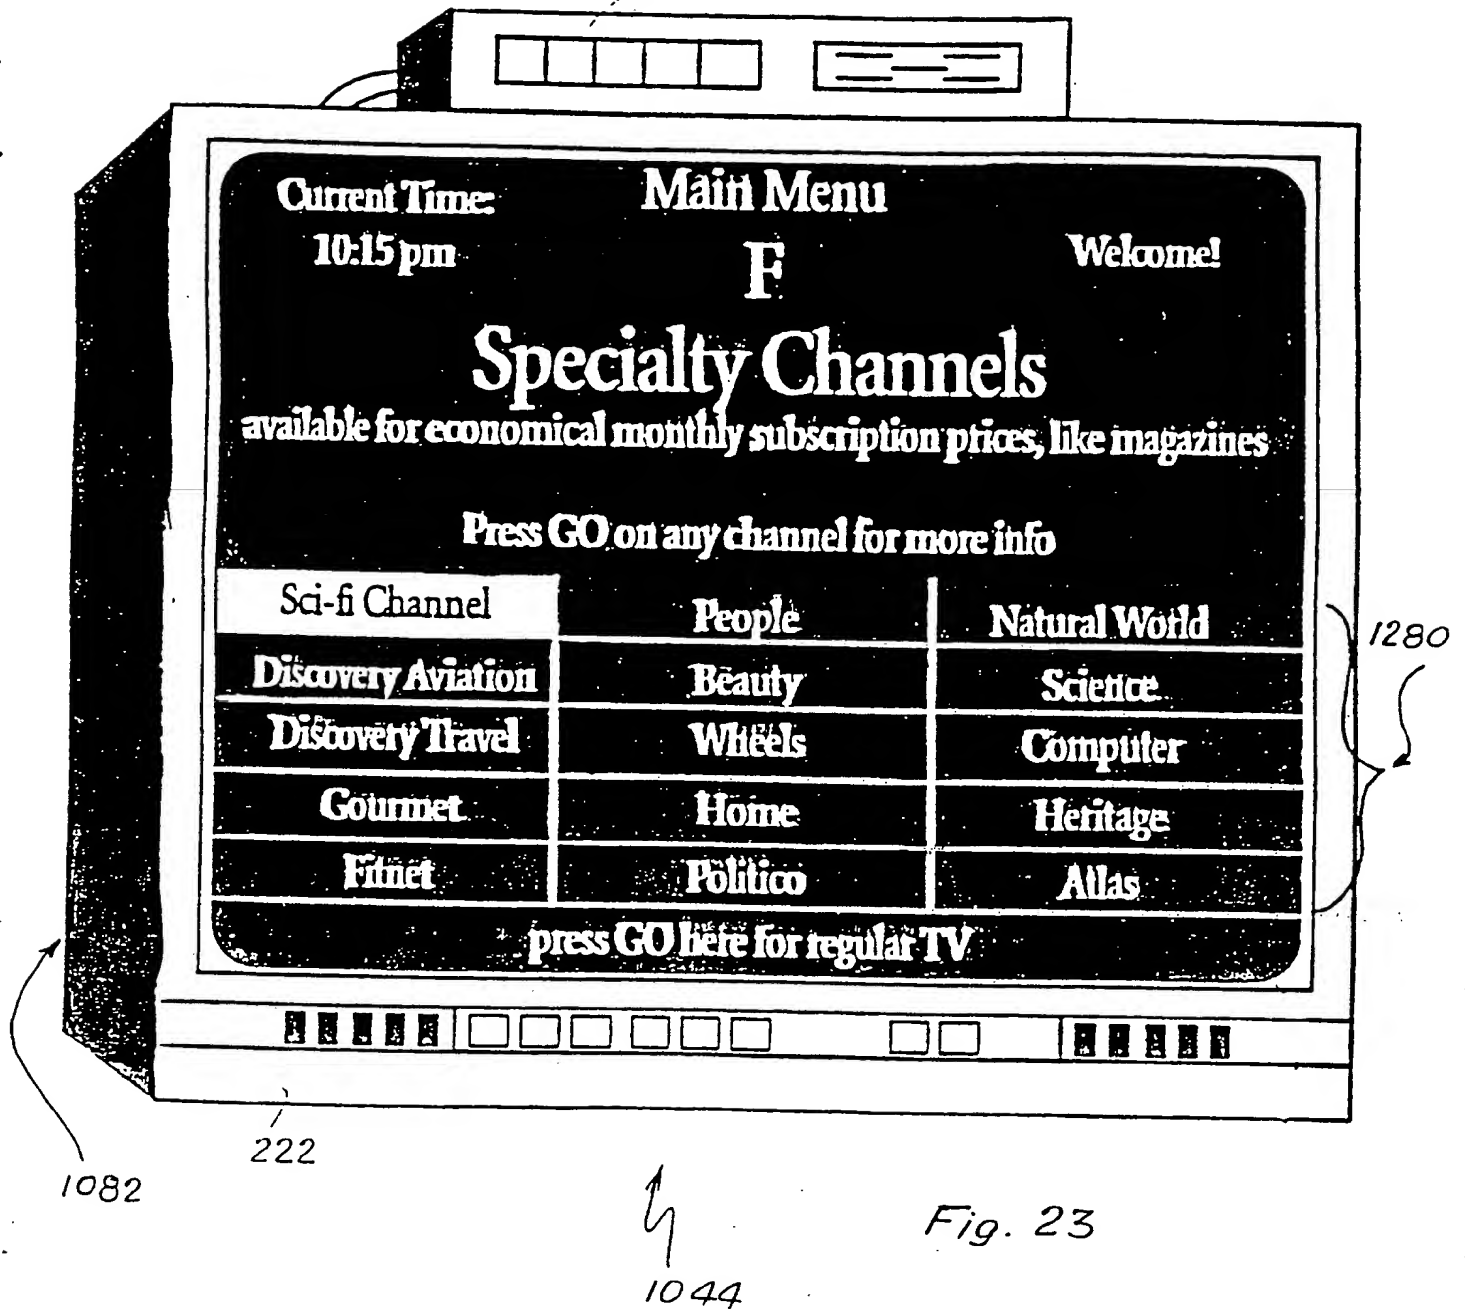 Current Time: Main Menu
10:15 pm F Welcome!
Specialty Channels
available for economical monthly subscription prices, like magazines
Press GO on any channel for more info
Sci-fi Channel People Natural World
Discovery Aviation Beauty Science
Discovery Travel Wheels Computer
Gourmet Home Heritage
Fitnet Politico Atlas
press GO here for regular TV
1280
222
1082
1044
Fig. 23